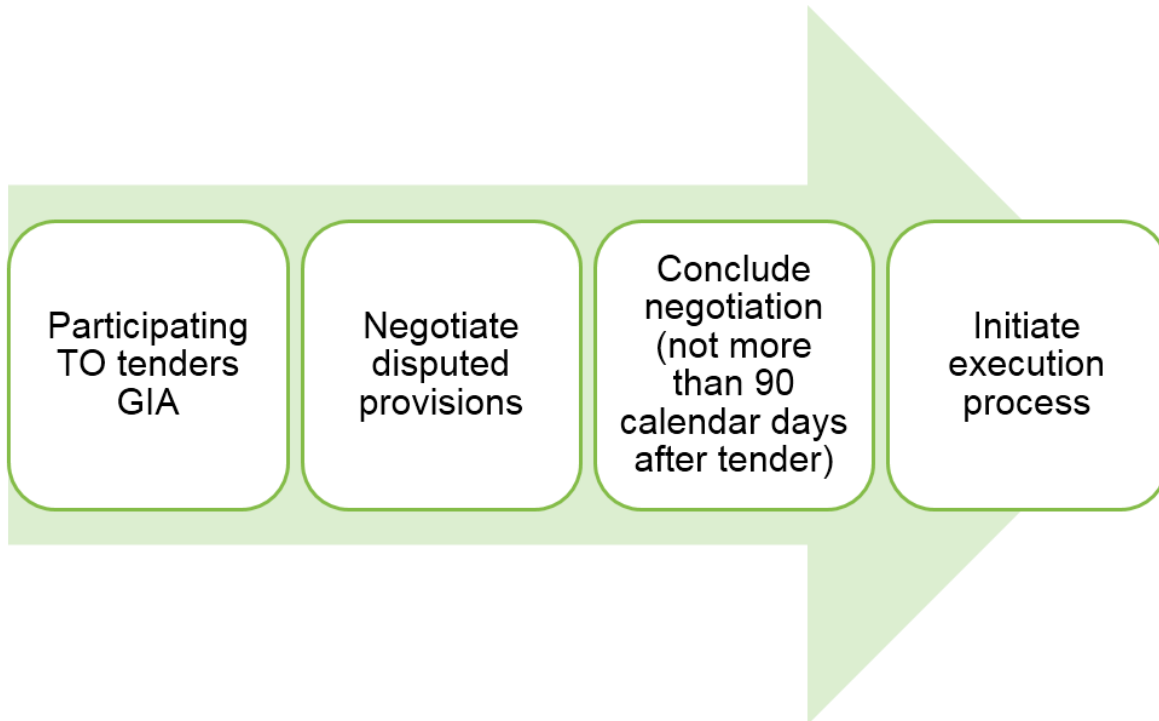 Participating
TO tenders
GIA
Negotiate
disputed
provisions
Conclude
negotiation
(not more
than 90
calendar days
after tender)
Initiate
execution
process